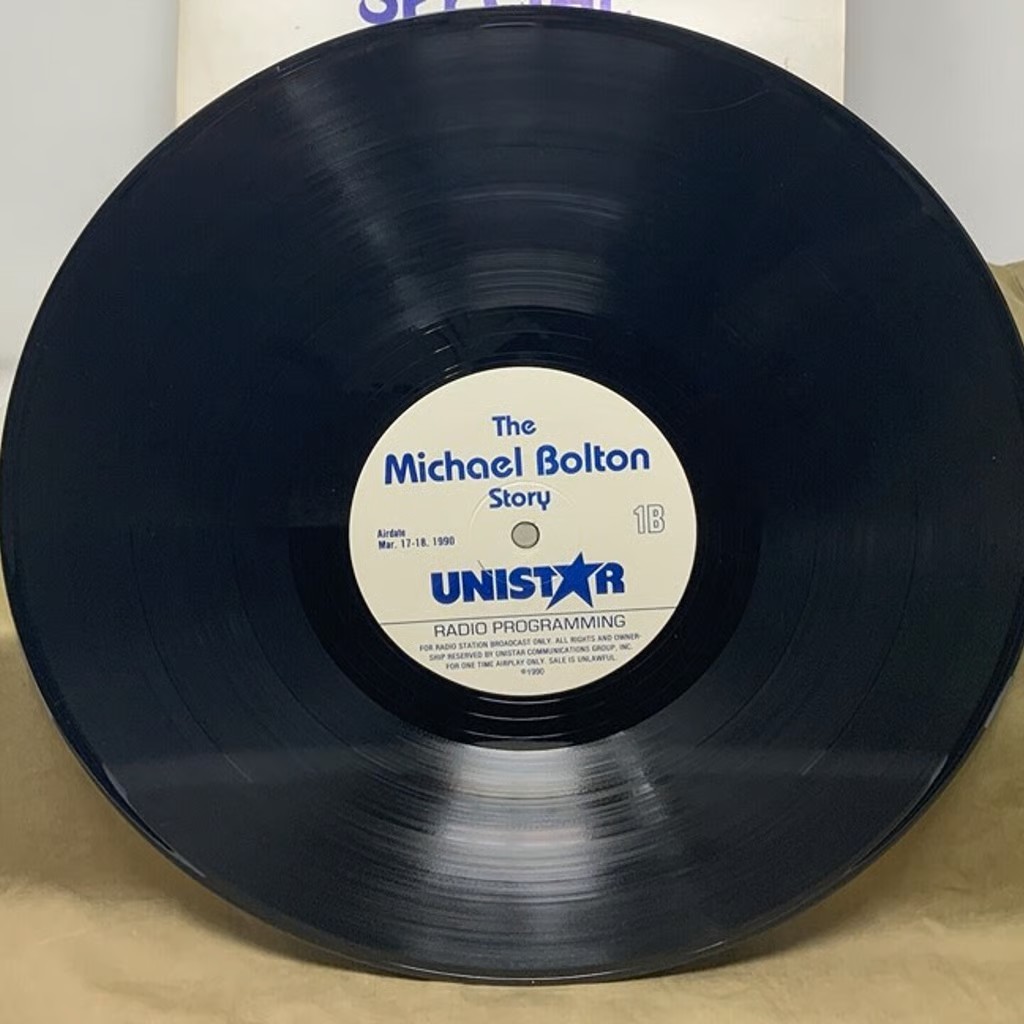 SPECIAL
The
Michael Bolton
Story
1B
Airdate
Mar. 17-18, 1990
UNISTAR
RADIO PROGRAMMING
FOR RADIO STATION BROADCAST ONLY. ALL RIGHTS AND OWNER-
SHIP RESERVED BY UNISTAR COMMUNICATIONS GROUP, INC.
FOR ONE TIME AIRPLAY ONLY. SALE IS UNLAWFUL.
©1990